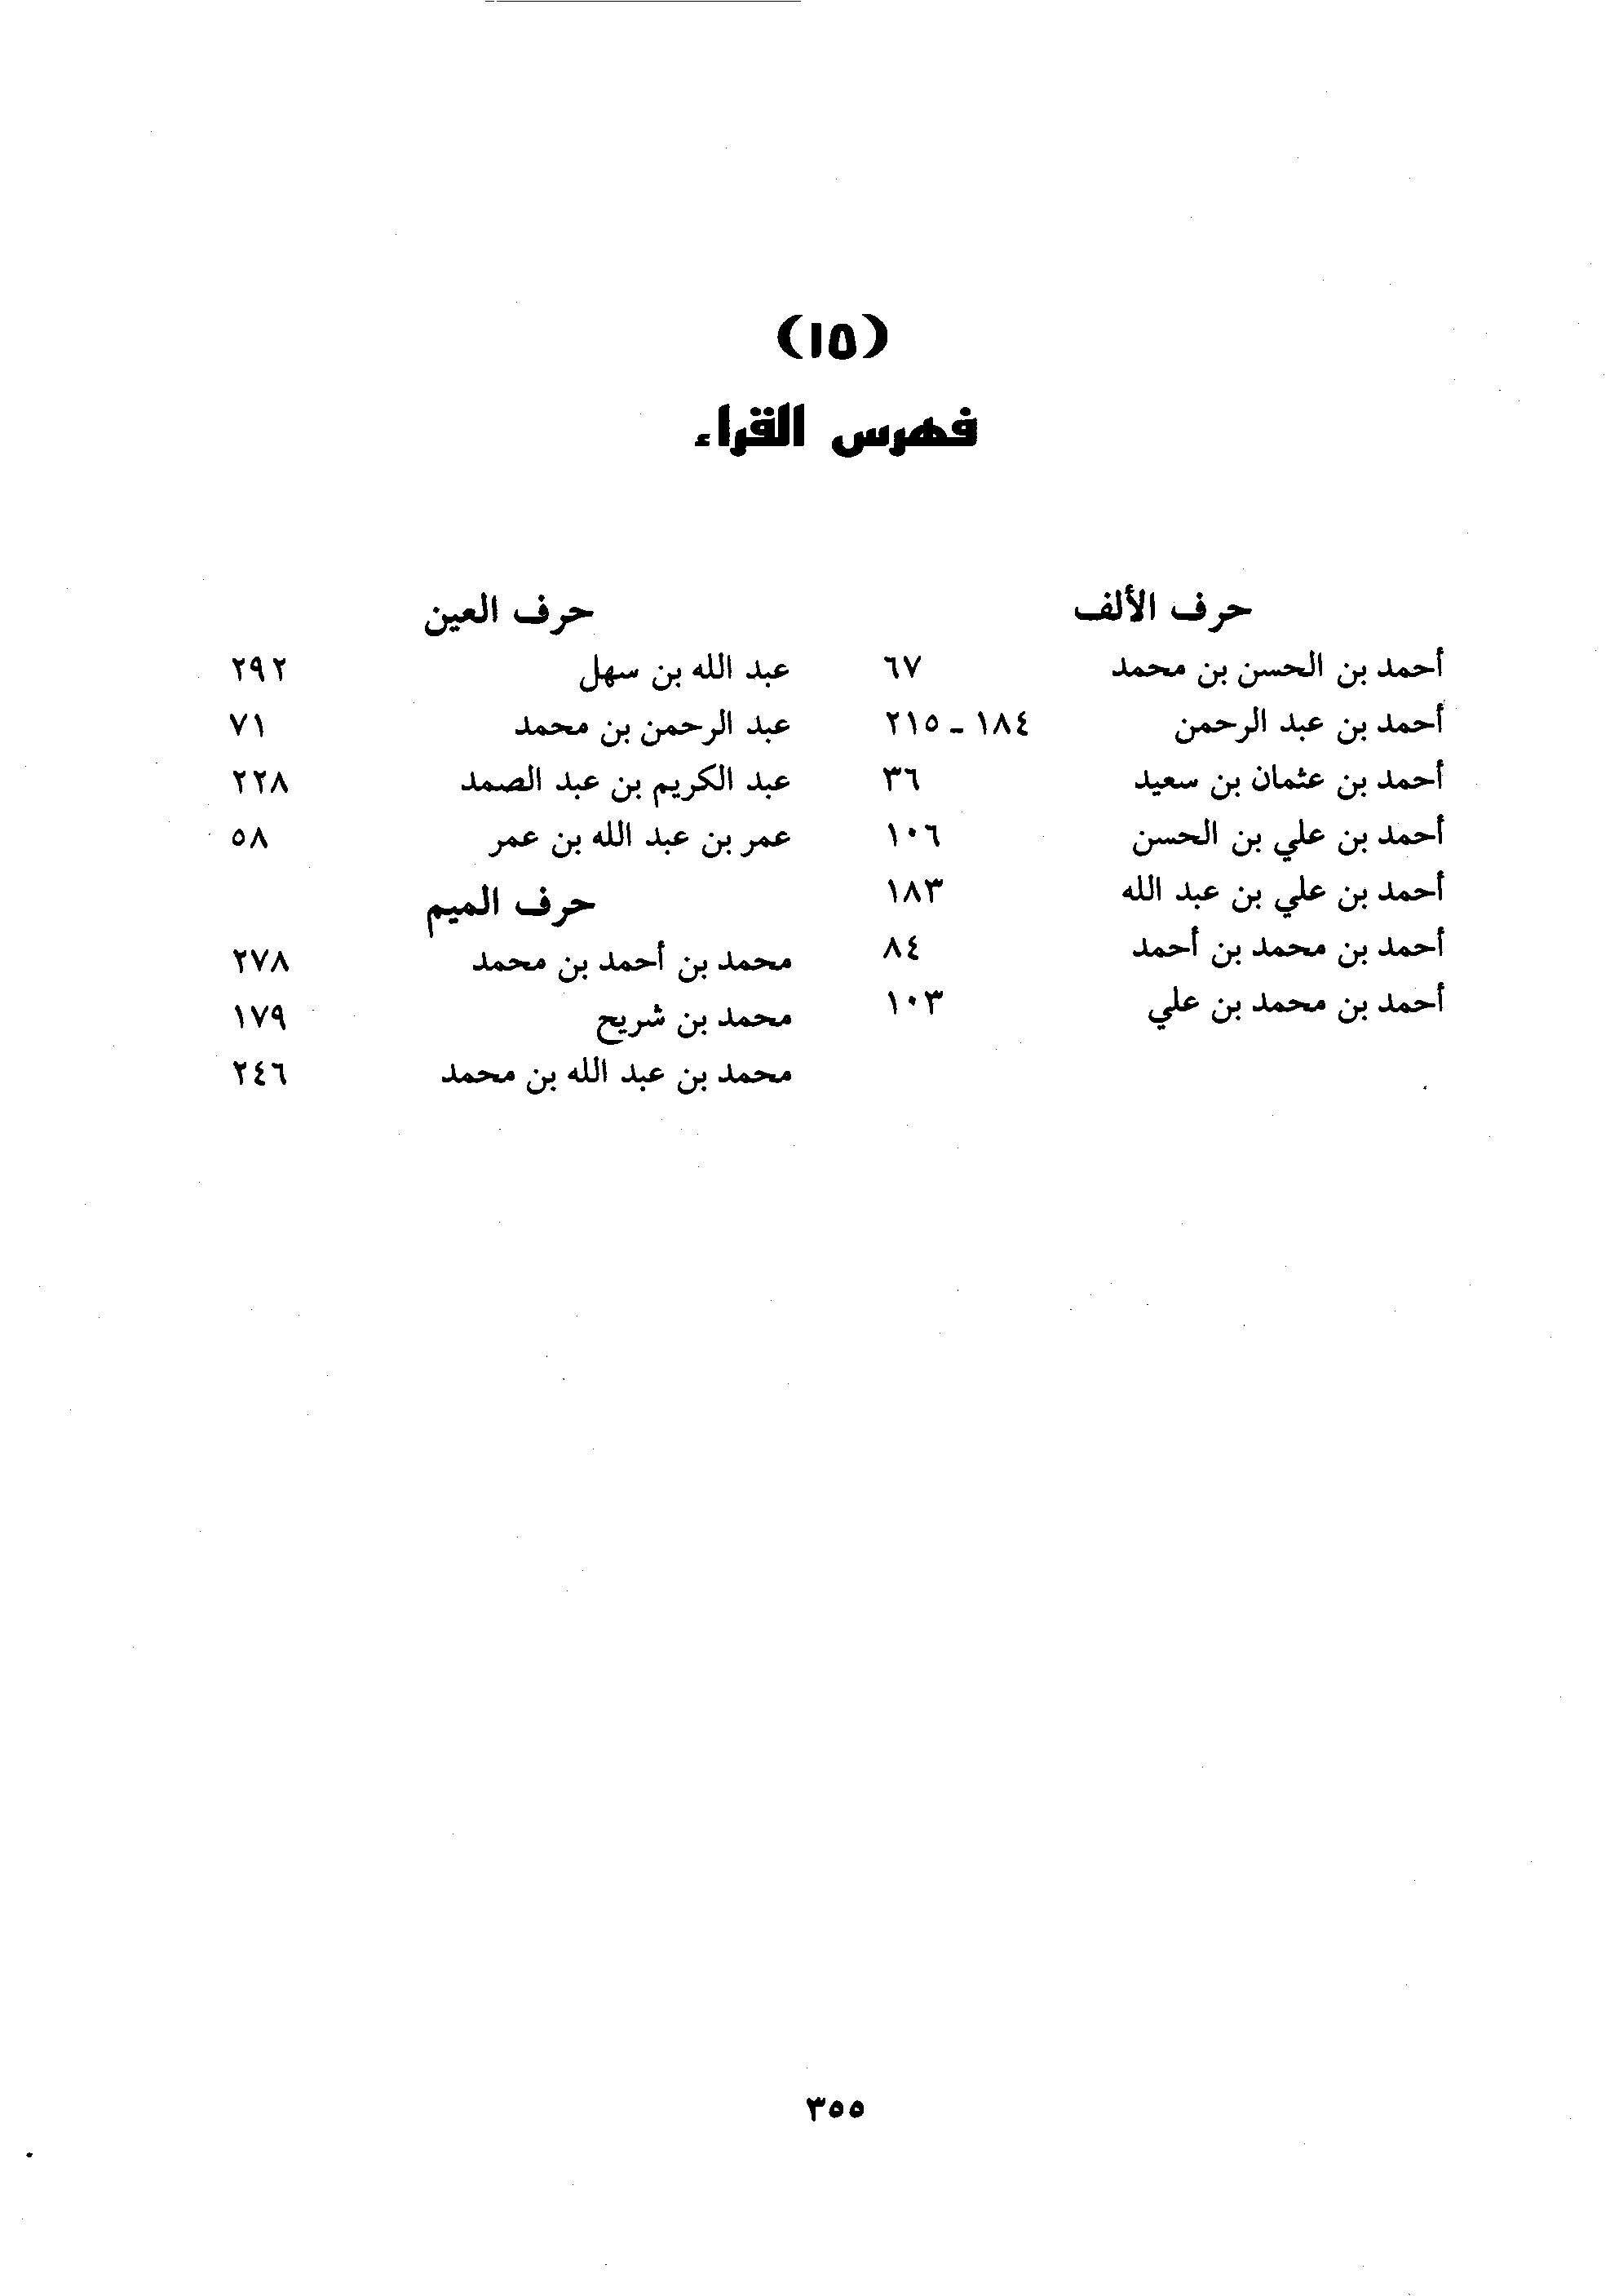 (١٥)
فهرس القراء
حرف الألف
أحمد بن الحسن بن محمد ٦٧
أحمد بن عبد الرحمن ١٨٤ - ٢١٥
أحمد بن عثمان بن سعيد ٣٦
أحمد بن علي بن الحسن ١٠٦
أحمد بن علي بن عبد الله ١٨٣
أحمد بن محمد بن أحمد ٨٤
أحمد بن محمد بن علي ١٠٣
حرف العين
عبد الله بن سهل ٢٩٢
عبد الرحمن بن محمد ٧١
عبد الكريم بن عبد الصمد ٢٢٨
عمر بن عبد الله بن عمر ٥٨
حرف الميم
محمد بن أحمد بن محمد ٢٧٨
محمد بن شريح ١٧٩
محمد بن عبد الله بن محمد ٢٤٦
٣٥٥